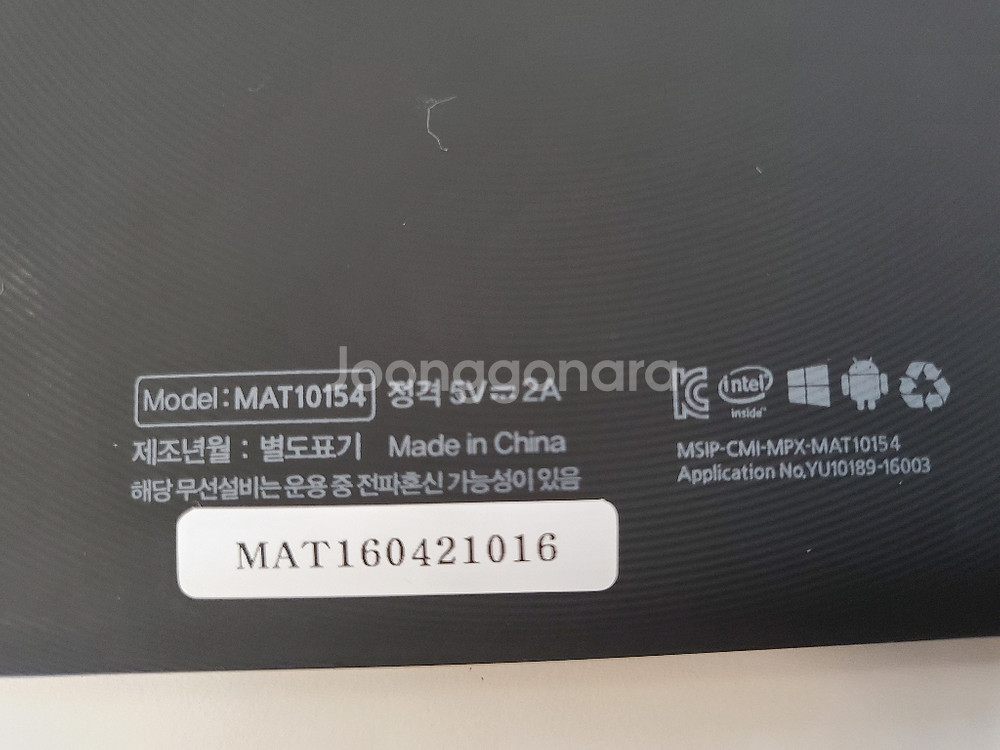 Joonggonara
Model : MAT10154 정격 5V⎓2A
제조년월 : 별도표기 Made in China
해당 무선설비는 운용 중 전파혼신 가능성이 있음
intel
inside™
MSIP-CMI-MPX-MAT10154
Application No,YU10189-16003
MAT160421016